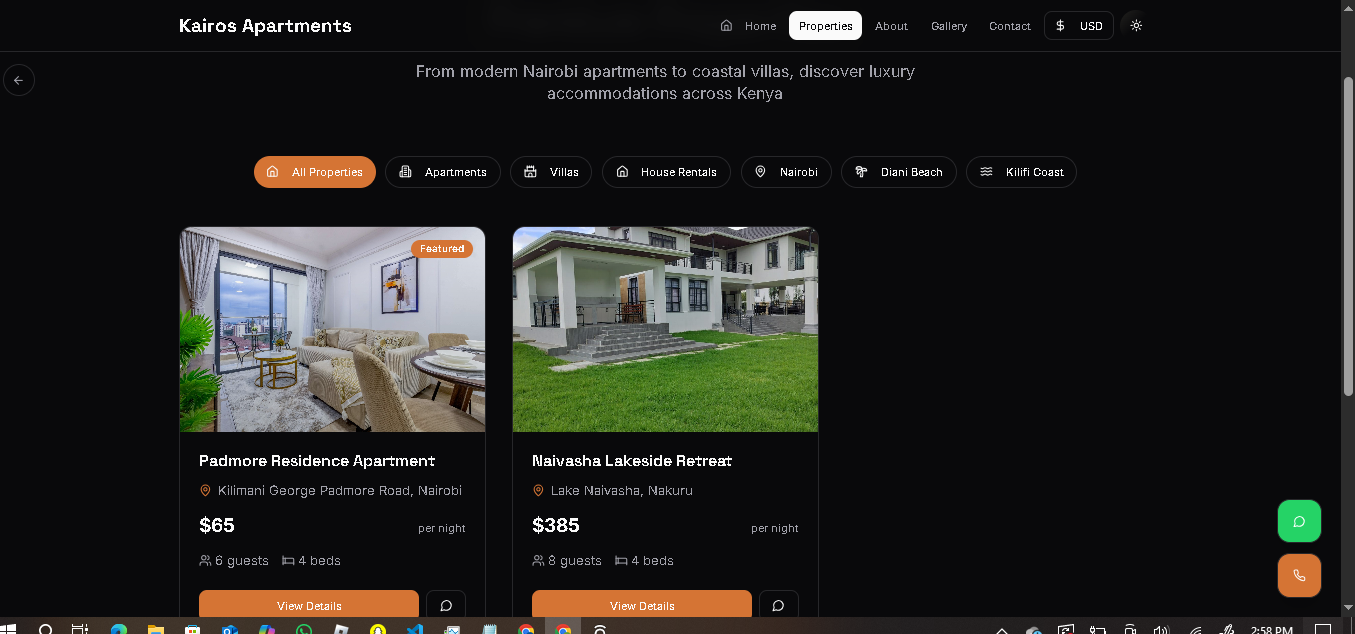 Kairos Apartments
Home
Properties
About
Gallery
Contact
$ USD
From modern Nairobi apartments to coastal villas, discover luxury
accommodations across Kenya
All Properties
Apartments
Villas
House Rentals
Nairobi
Diani Beach
Kilifi Coast
Featured
Padmore Residence Apartment
Kilimani George Padmore Road, Nairobi
$65
per night
6 guests
4 beds
View Details
Naivasha Lakeside Retreat
Lake Naivasha, Nakuru
$385
per night
8 guests
4 beds
View Details
2:58 PM